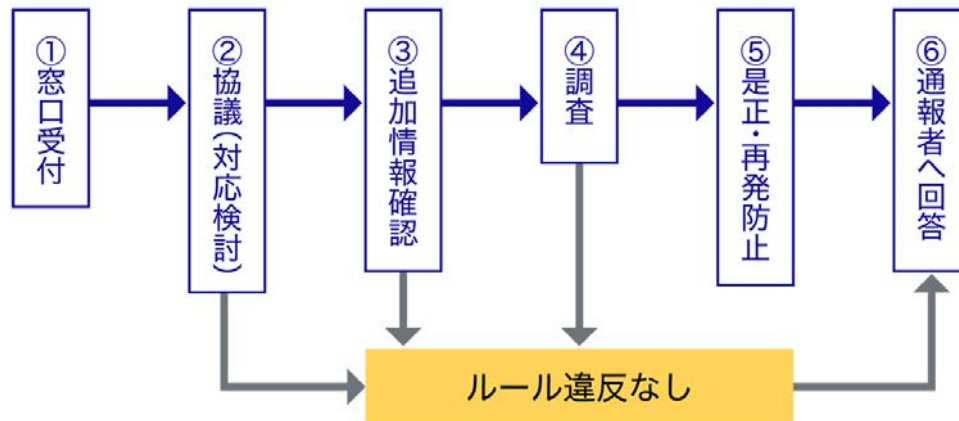 ①窓口受付
②協議(対応検討)
③追加情報確認
④調査
⑤是正・再発防止
⑥通報者へ回答
ルール違反なし